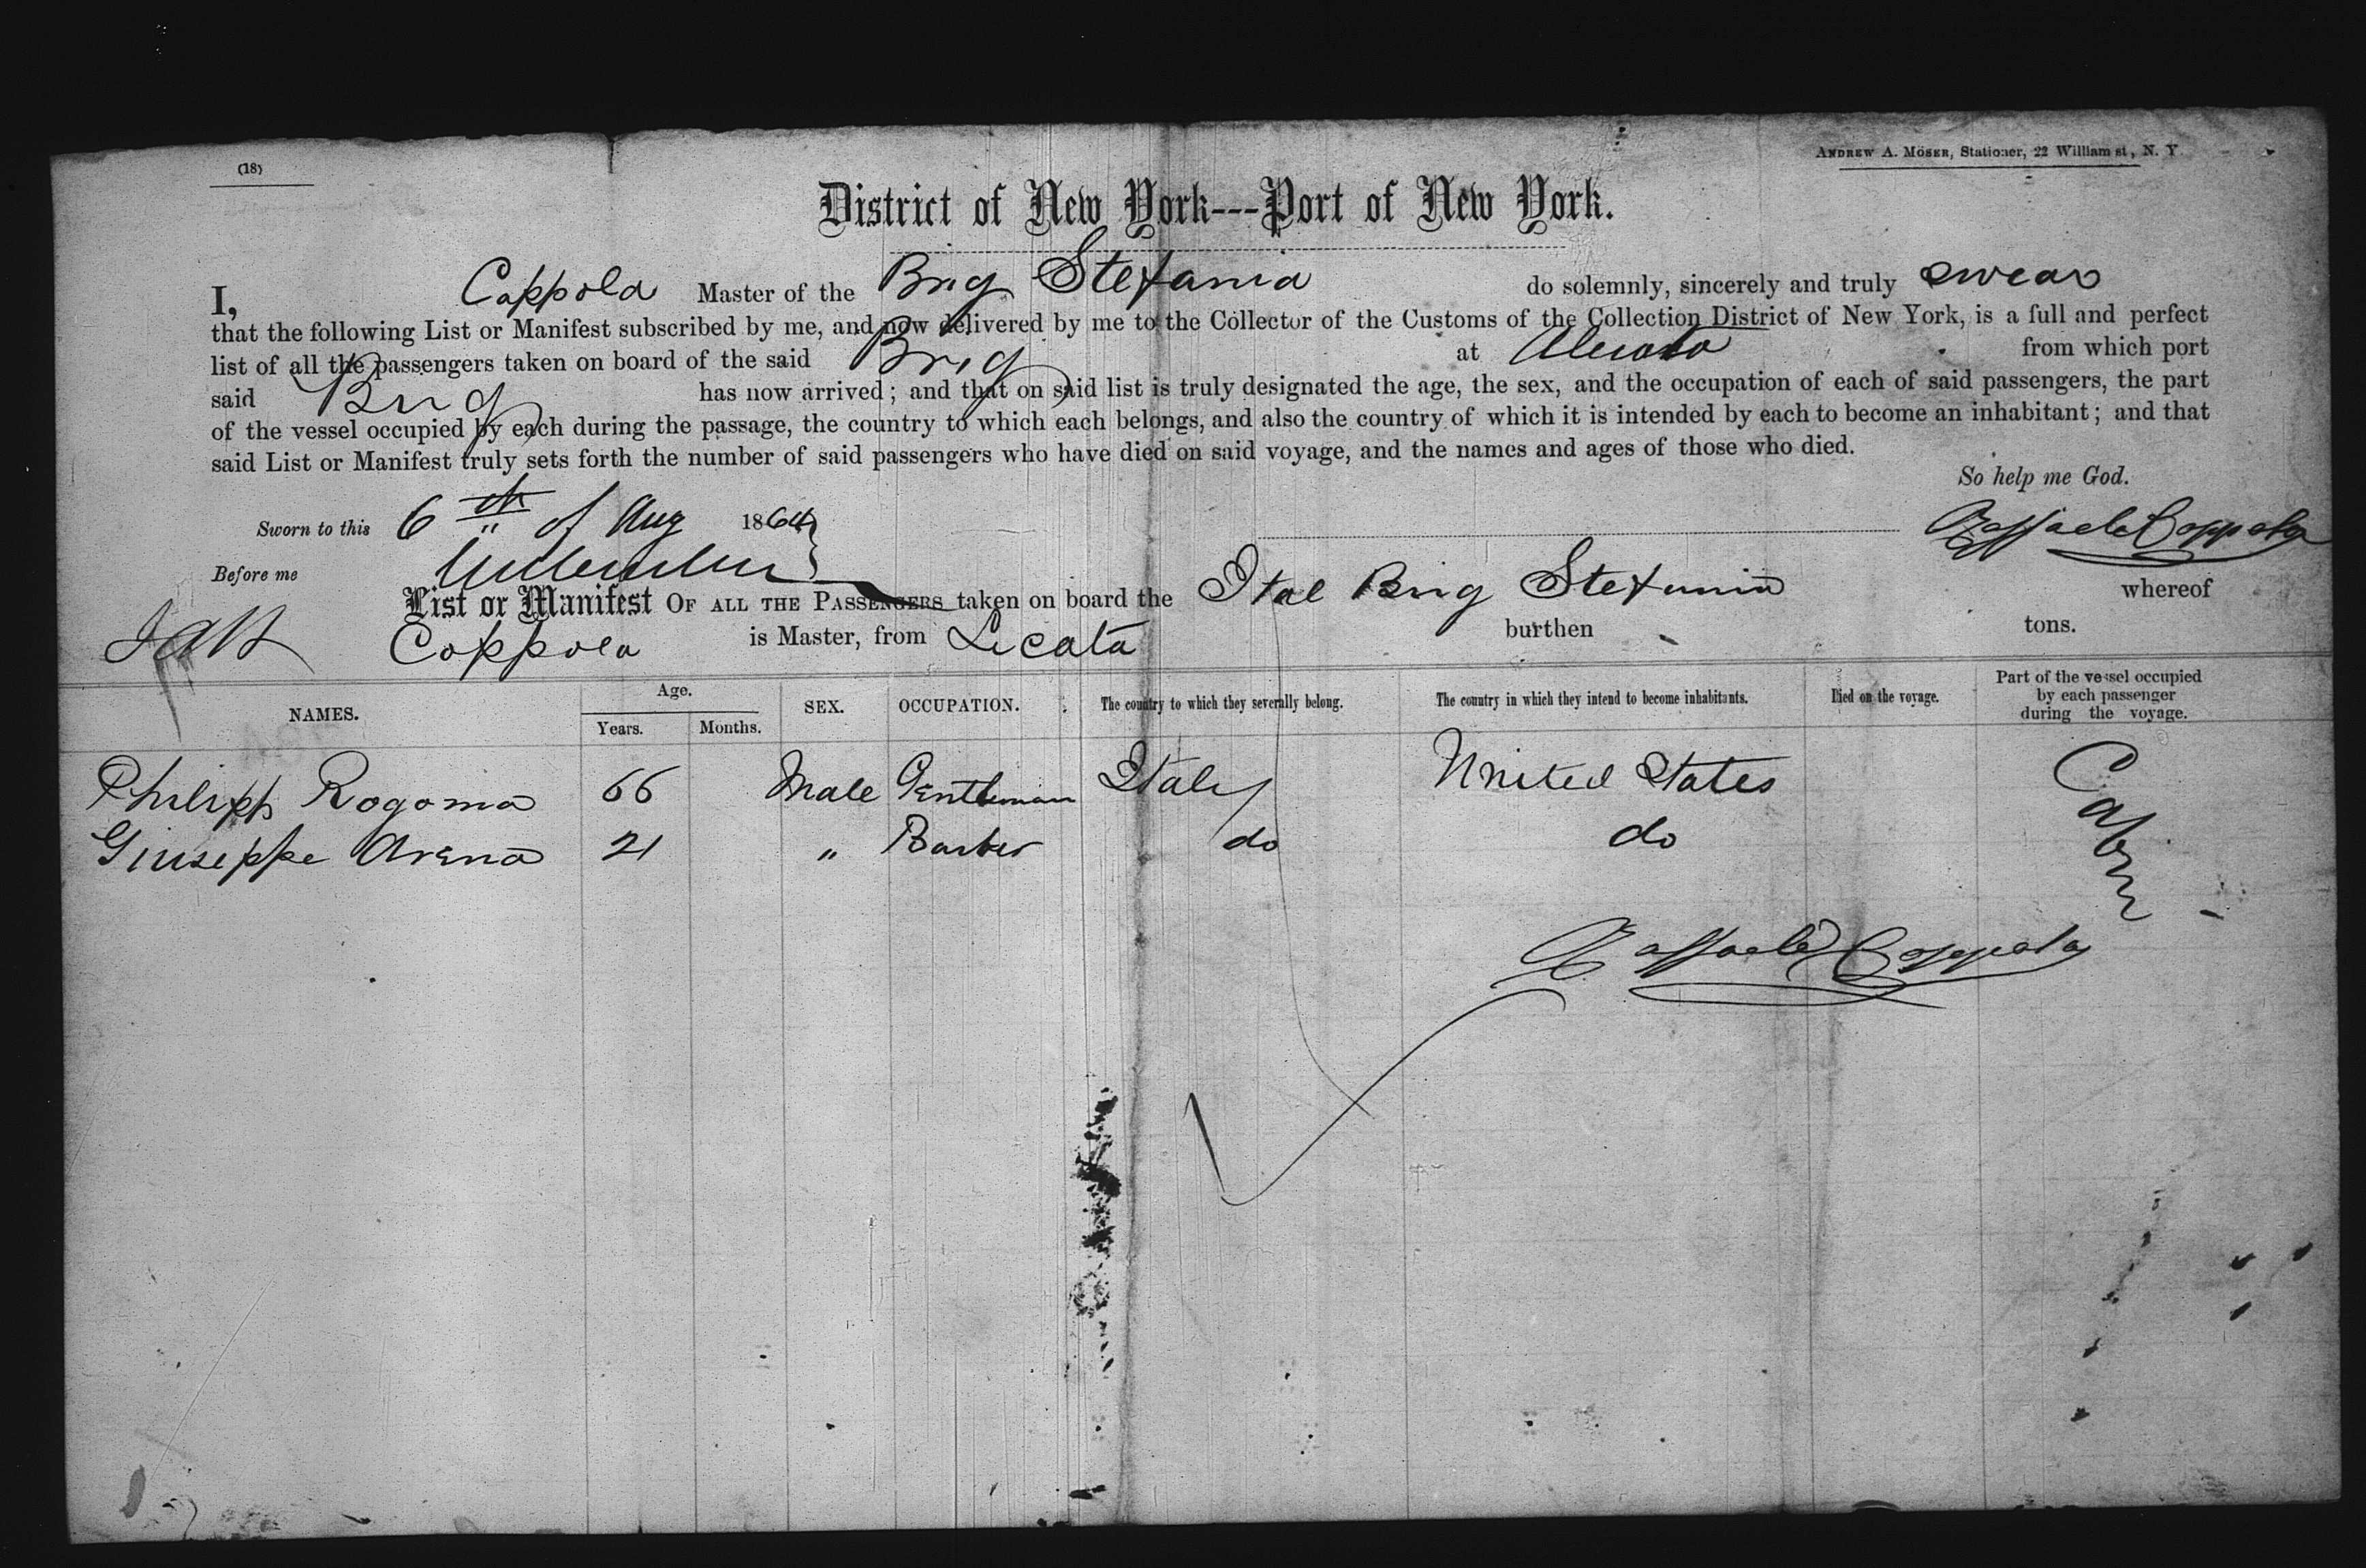 (18)
ANDREW A. MÖSER, Stationer, 22 William st, N. Y.
District of New York---Port of New York.
I, Coppola Master of the Brig Stefania do solemnly, sincerely and truly swear
that the following List or Manifest subscribed by me, and now delivered by me to the Collector of the Customs of the Collection District of New York, is a full and perfect
list of all the passengers taken on board of the said Brig at from which port
said Brig has now arrived; and that on said list is truly designated the age, the sex, and the occupation of each of said passengers, the part
of the vessel occupied by each during the passage, the country to which each belongs, and also the country of which it is intended by each to become an inhabitant; and that
said List or Manifest truly sets forth the number of said passengers who have died on said voyage, and the names and ages of those who died.
So help me God.
Sworn to this 6th of Aug 1864 Raffaele Coppola
Before me
List or Manifest OF ALL THE PASSENGERS taken on board the Ital Brig Stefania whereof
Coppola is Master, from Licata burthen tons.
NAMES. Age. Years. Months. SEX. OCCUPATION. The country to which they severally belong. The country in which they intend to become inhabitants. Died on the voyage. Part of the vessel occupied by each passenger during the voyage.
Philipp Rogoma 66 Male Gentleman Italy United States Cabin
Giuseppe Arena 21 " Barber do do
Raffaele Coppola